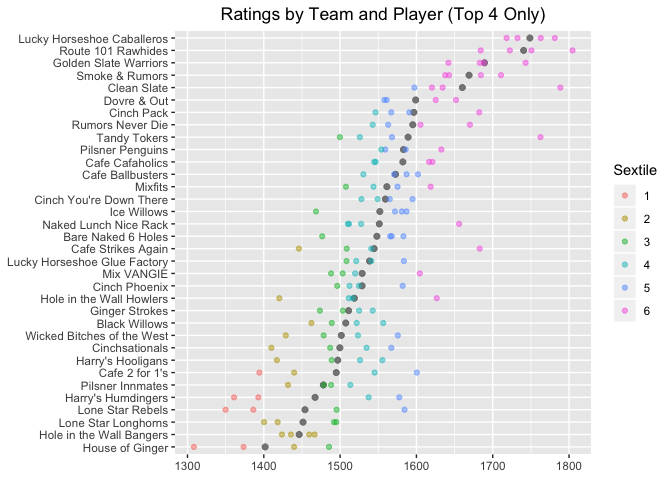 Ratings by Team and Player (Top 4 Only)
Lucky Horseshoe Caballeros
Route 101 Rawhides
Golden Slate Warriors
Smoke & Rumors
Clean Slate
Dovre & Out
Cinch Pack
Rumors Never Die
Tandy Tokers
Pilsner Penguins
Cafe Cafaholics
Cafe Ballbusters
Mixfits
Cinch You're Down There
Ice Willows
Naked Lunch Nice Rack
Bare Naked 6 Holes
Cafe Strikes Again
Lucky Horseshoe Glue Factory
Mix VANGIE
Cinch Phoenix
Hole in the Wall Howlers
Ginger Strokes
Black Willows
Wicked Bitches of the West
Cinchsationals
Harry's Hooligans
Cafe 2 for 1's
Pilsner Innmates
Harry's Humdingers
Lone Star Rebels
Lone Star Longhorns
Hole in the Wall Bangers
House of Ginger
1300 1400 1500 1600 1700 1800
Sextile
1
2
3
4
5
6